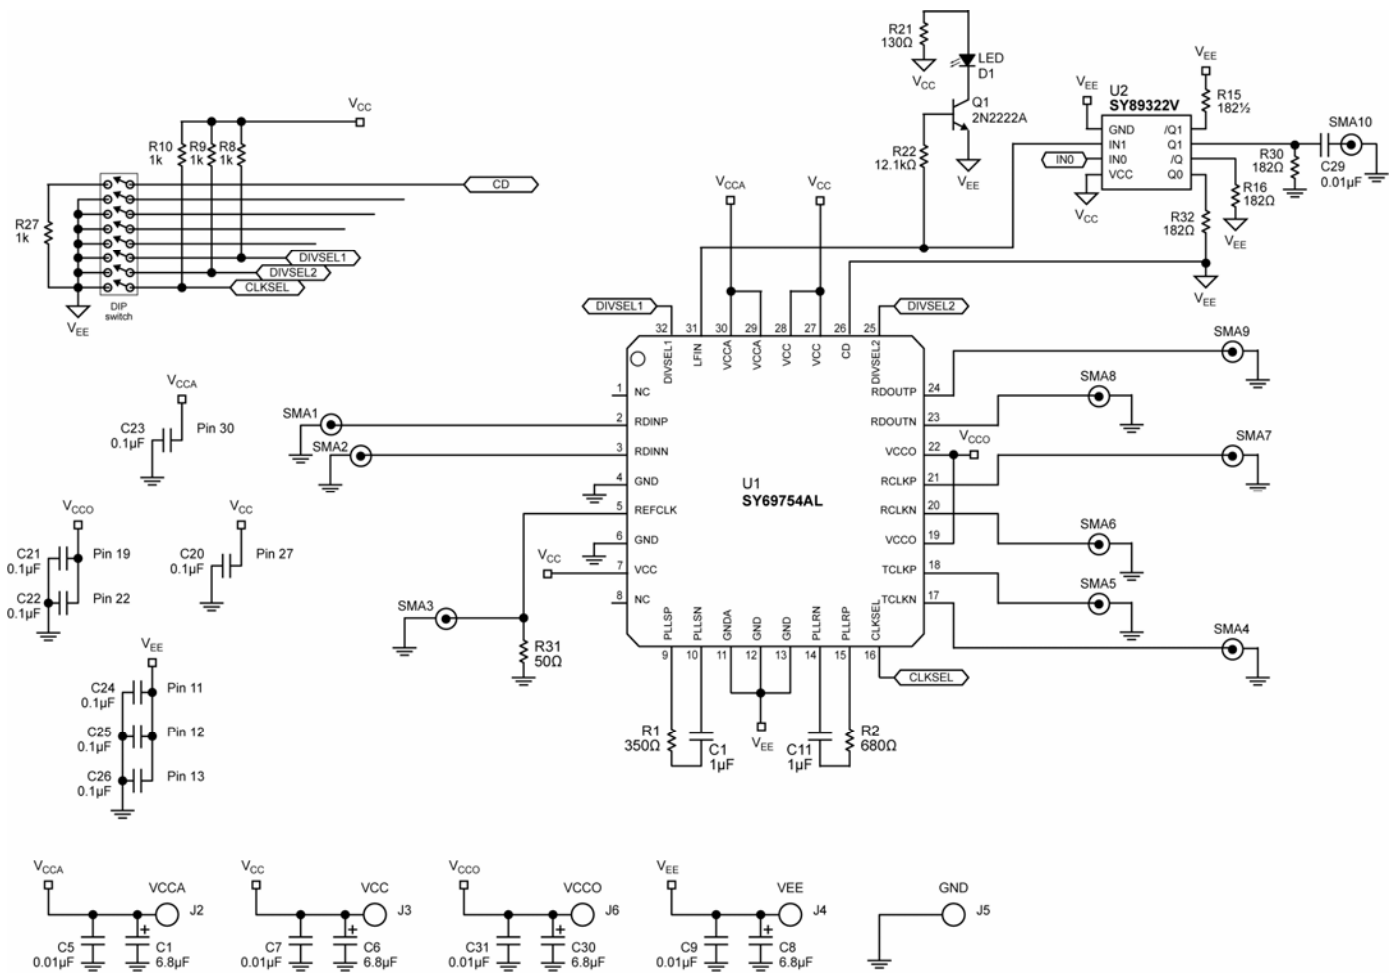 R21
130Ω
VCC
LED
D1
Q1
2N2222A
R22
12.1kΩ
VEE
VEE
U2
SY89322V
GND
IN1
IN0
VCC
/Q1
Q1
/Q
Q0
IN0
VCC
VEE
R15
182½
SMA10
R30
182Ω
C29
0.01µF
R16
182Ω
VEE
R32
182Ω
VEE
VCC
R10
1k
R9
1k
R8
1k
CD
R27
1k
DIVSEL1
DIVSEL2
CLKSEL
DIP
switch
VEE
VCCA
VCC
DIVSEL1
DIVSEL2
32
31
30
29
28
27
26
25
DIVSEL1
LFIN
VCCA
VCCA
VCC
VCC
CD
DIVSEL2
1
NC
2
RDINP
3
RDINN
4
GND
5
REFCLK
6
GND
7
VCC
8
NC
U1
SY69754AL
RDOUTP
24
RDOUTN
23
VCCO
22
RCLKP
21
RCLKN
20
VCCO
19
TCLKP
18
TCLKN
17
PLLSP
PLLSN
GNDA
GND
GND
PLLRN
PLLRP
CLKSEL
9
10
11
12
13
14
15
16
SMA1
SMA2
VCC
SMA3
R31
50Ω
VCCO
SMA9
SMA8
SMA7
SMA6
SMA5
SMA4
CLKSEL
R1
350Ω
C1
1µF
VEE
C11
1µF
R2
680Ω
VCCA
C23
0.1µF
Pin 30
VCCO
C21
0.1µF
Pin 19
C22
0.1µF
Pin 22
VCC
C20
0.1µF
Pin 27
VEE
C24
0.1µF
Pin 11
C25
0.1µF
Pin 12
C26
0.1µF
Pin 13
VCCA
VCCA
J2
C5
0.01µF
+
C1
6.8µF
VCC
VCC
J3
C7
0.01µF
+
C6
6.8µF
VCCO
VCCO
J6
C31
0.01µF
+
C30
6.8µF
VEE
VEE
J4
C9
0.01µF
+
C8
6.8µF
GND
J5